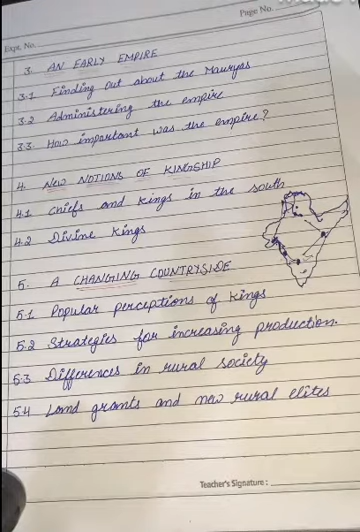 Page No.
Expt. No.
3. AN EARLY EMPIRE
3.1 Finding out about the Mauryas
3.2 Administering the empire
3.3 How important was the empire?
4. NEW NOTIONS OF KINGSHIP
4.1 Chiefs and kings in the south
4.2 Divine kings
5. A CHANGING COUNTRYSIDE
5.1 Popular perceptions of kings
5.2 Strategies for increasing production.
5.3 Differences in rural society
5.4 Land grants and new rural elites
Teacher's Signature :